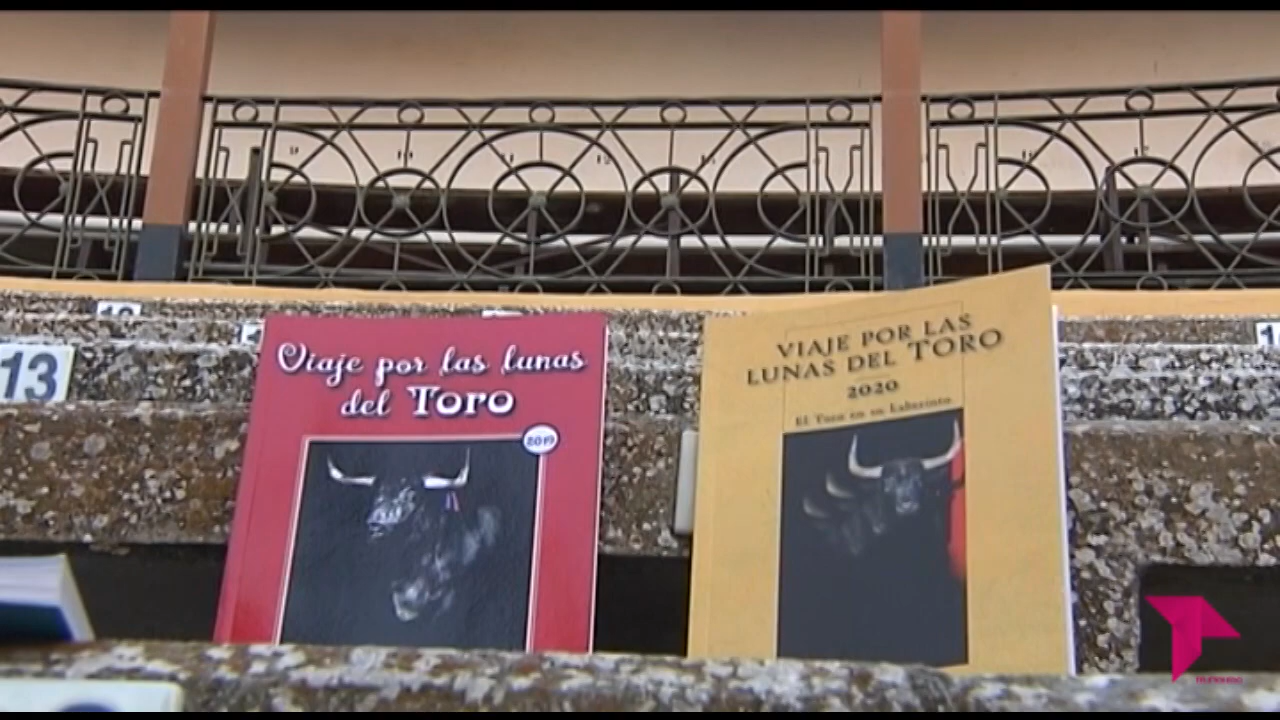 13
Viaje por las lunas
del Toro
2019
VIAJE POR LAS
LUNAS DEL TORO
2020
El Toro en su Laberinto